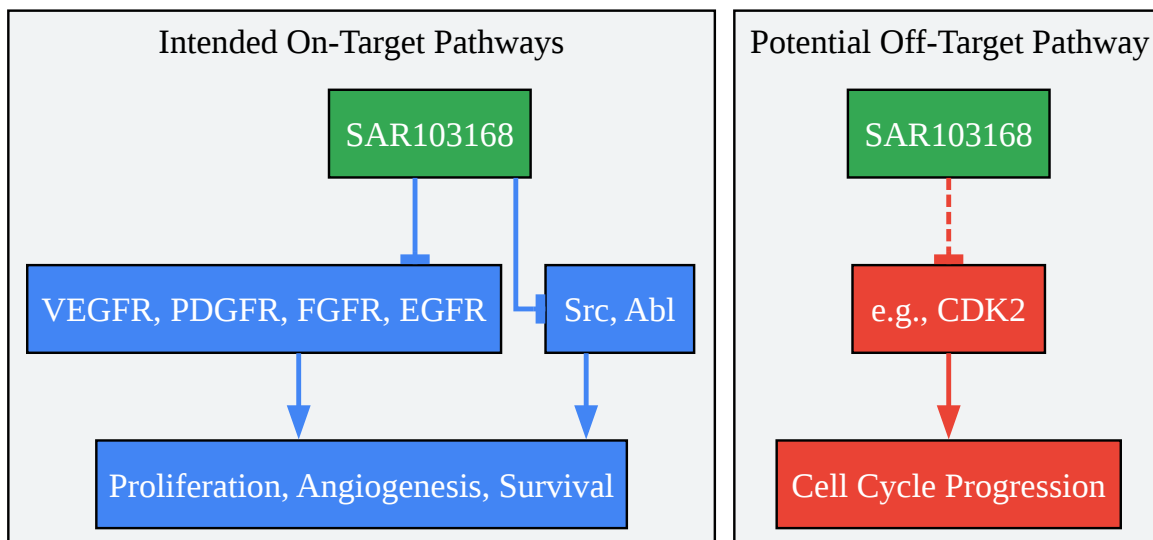 Intended On-Target Pathways
SAR103168
VEGFR, PDGFR, FGFR, EGFR
Src, Abl
Proliferation, Angiogenesis, Survival
Potential Off-Target Pathway
SAR103168
e.g., CDK2
Cell Cycle Progression